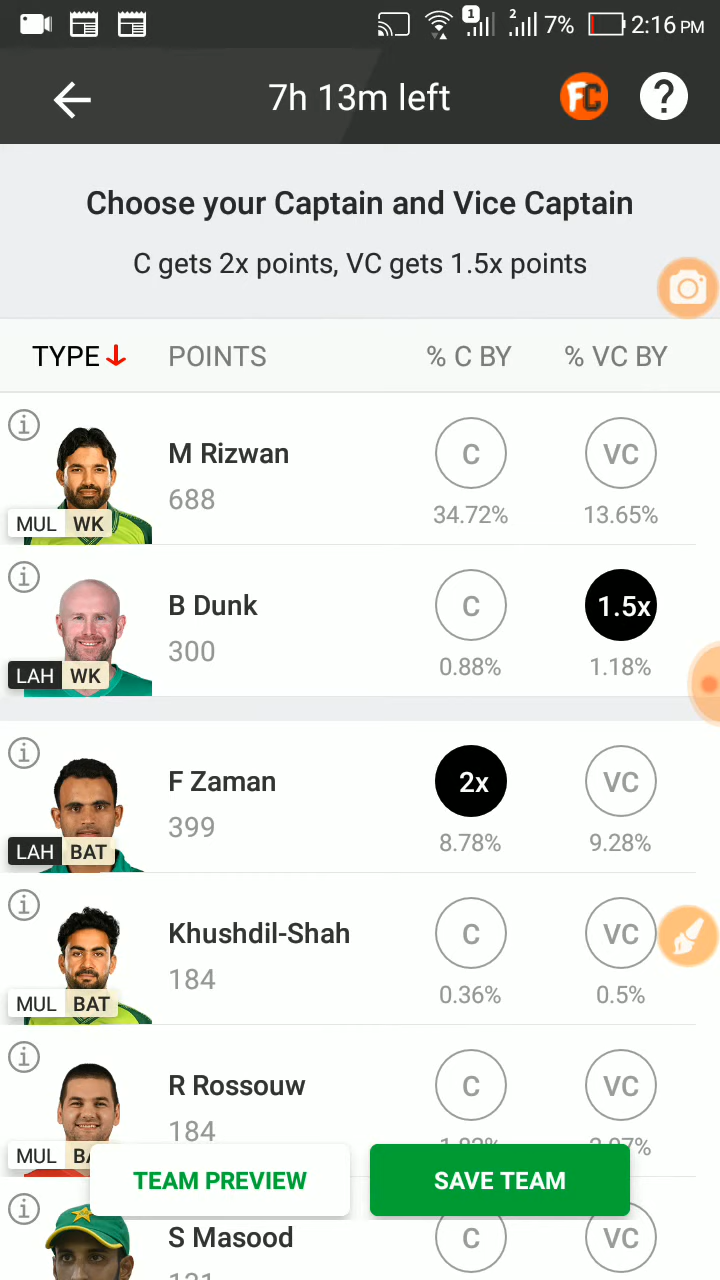 1 2 7% 2:16 PM
7h 13m left FC ?
Choose your Captain and Vice Captain
C gets 2x points, VC gets 1.5x points
TYPE POINTS % C BY % VC BY
M Rizwan C VC
688 34.72% 13.65%
MUL WK
B Dunk C 1.5x
300 0.88% 1.18%
LAH WK
F Zaman 2x VC
399 8.78% 9.28%
LAH BAT
Khushdil-Shah C VC
184 0.36% 0.5%
MUL BAT
R Rossouw C VC
184
MUL
TEAM PREVIEW SAVE TEAM
S Masood C VC